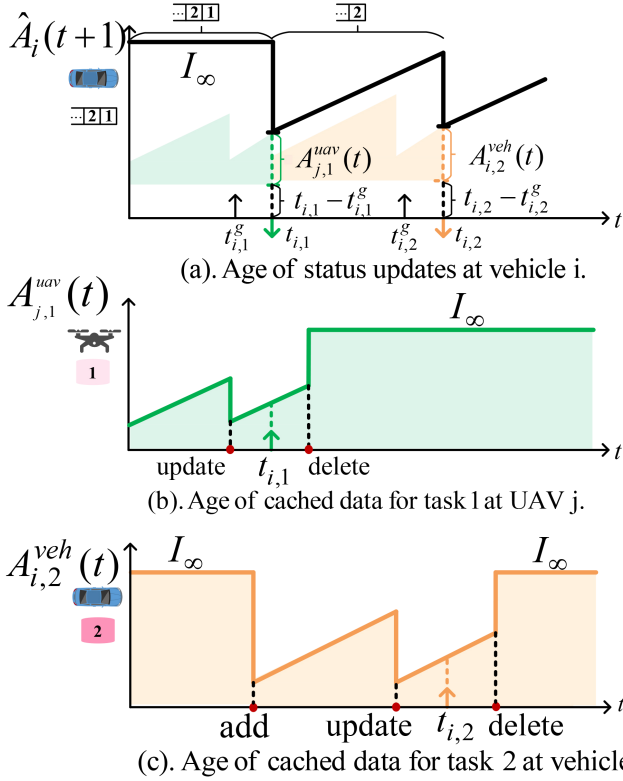 ··· 2 1
··· 2
Â_i(t+1)
I_∞
··· 2 1
A^{uav}_{j,1}(t)
A^{veh}_{i,2}(t)
t_{i,1} − t^g_{i,1}
t_{i,2} − t^g_{i,2}
t
t^g_{i,1} t_{i,1} t^g_{i,2} t_{i,2}
(a). Age of status updates at vehicle i.
A^{uav}_{j,1}(t)
I_∞
1
t
update t_{i,1} delete
(b). Age of cached data for task 1 at UAV j.
A^{veh}_{i,2}(t)
I_∞ I_∞
2
t
add update t_{i,2} delete
(c). Age of cached data for task 2 at vehicle